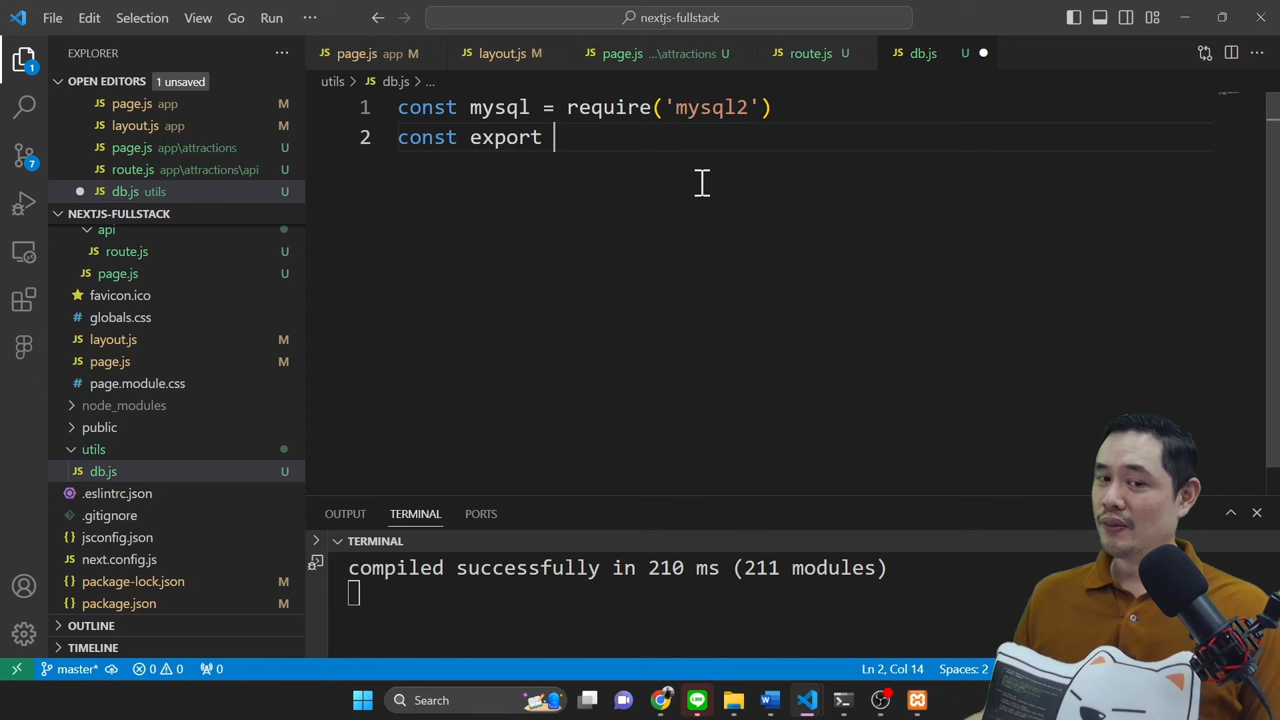 File Edit Selection View Go Run ···
nextjs-fullstack
EXPLORER ···
OPEN EDITORS 1 unsaved
JS page.js app
JS layout.js app
JS page.js app\attractions U
JS route.js app\attractions\api U
JS db.js utils U
NEXTJS-FULLSTACK
api
JS route.js U
JS page.js U
favicon.ico
# globals.css
JS layout.js M
JS page.js M
# page.module.css
node_modules
public
utils
JS db.js U
.eslintrc.json
.gitignore
{} jsconfig.json
JS next.config.js
{} package-lock.json M
{} package.json M
OUTLINE
TIMELINE
JS page.js app M JS layout.js M JS page.js ...\attractions U JS route.js U JS db.js U ···
utils > JS db.js > ...
1 const mysql = require('mysql2')
2 const export
OUTPUT TERMINAL PORTS
TERMINAL
compiled successfully in 210 ms (211 modules)
1
7
master* 0 0 0 Ln 2, Col 14 Spaces: 2
Search
LINE
W